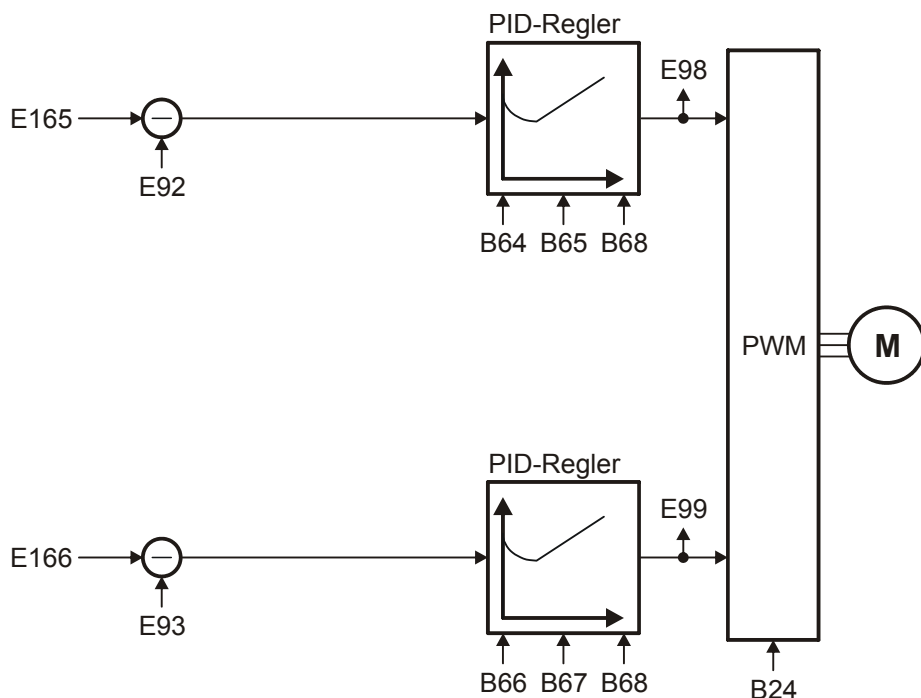 PID-Regler
E98
E165
E92
B64 B65 B68
PWM
M
PID-Regler
E99
E166
E93
B66 B67 B68
B24